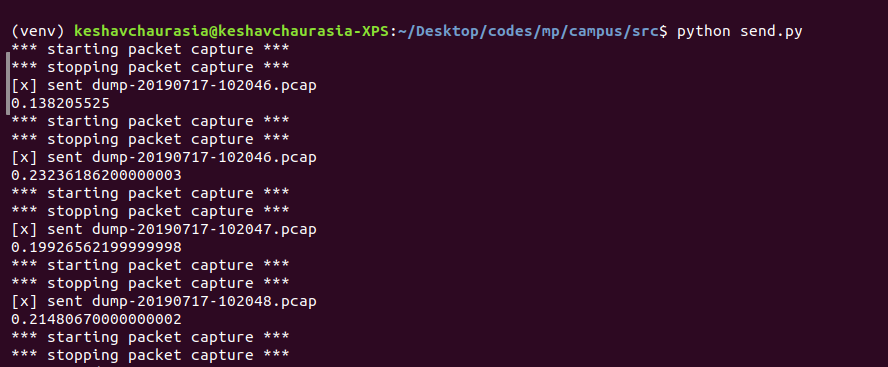 (venv) keshavchaurasia@keshavchaurasia-XPS:~/Desktop/codes/mp/campus/src$ python send.py
*** starting packet capture ***
*** stopping packet capture ***
[x] sent dump-20190717-102046.pcap
0.138205525
*** starting packet capture ***
*** stopping packet capture ***
[x] sent dump-20190717-102046.pcap
0.23236186200000003
*** starting packet capture ***
*** stopping packet capture ***
[x] sent dump-20190717-102047.pcap
0.19926562199999998
*** starting packet capture ***
*** stopping packet capture ***
[x] sent dump-20190717-102048.pcap
0.21480670000000002
*** starting packet capture ***
*** stopping packet capture ***